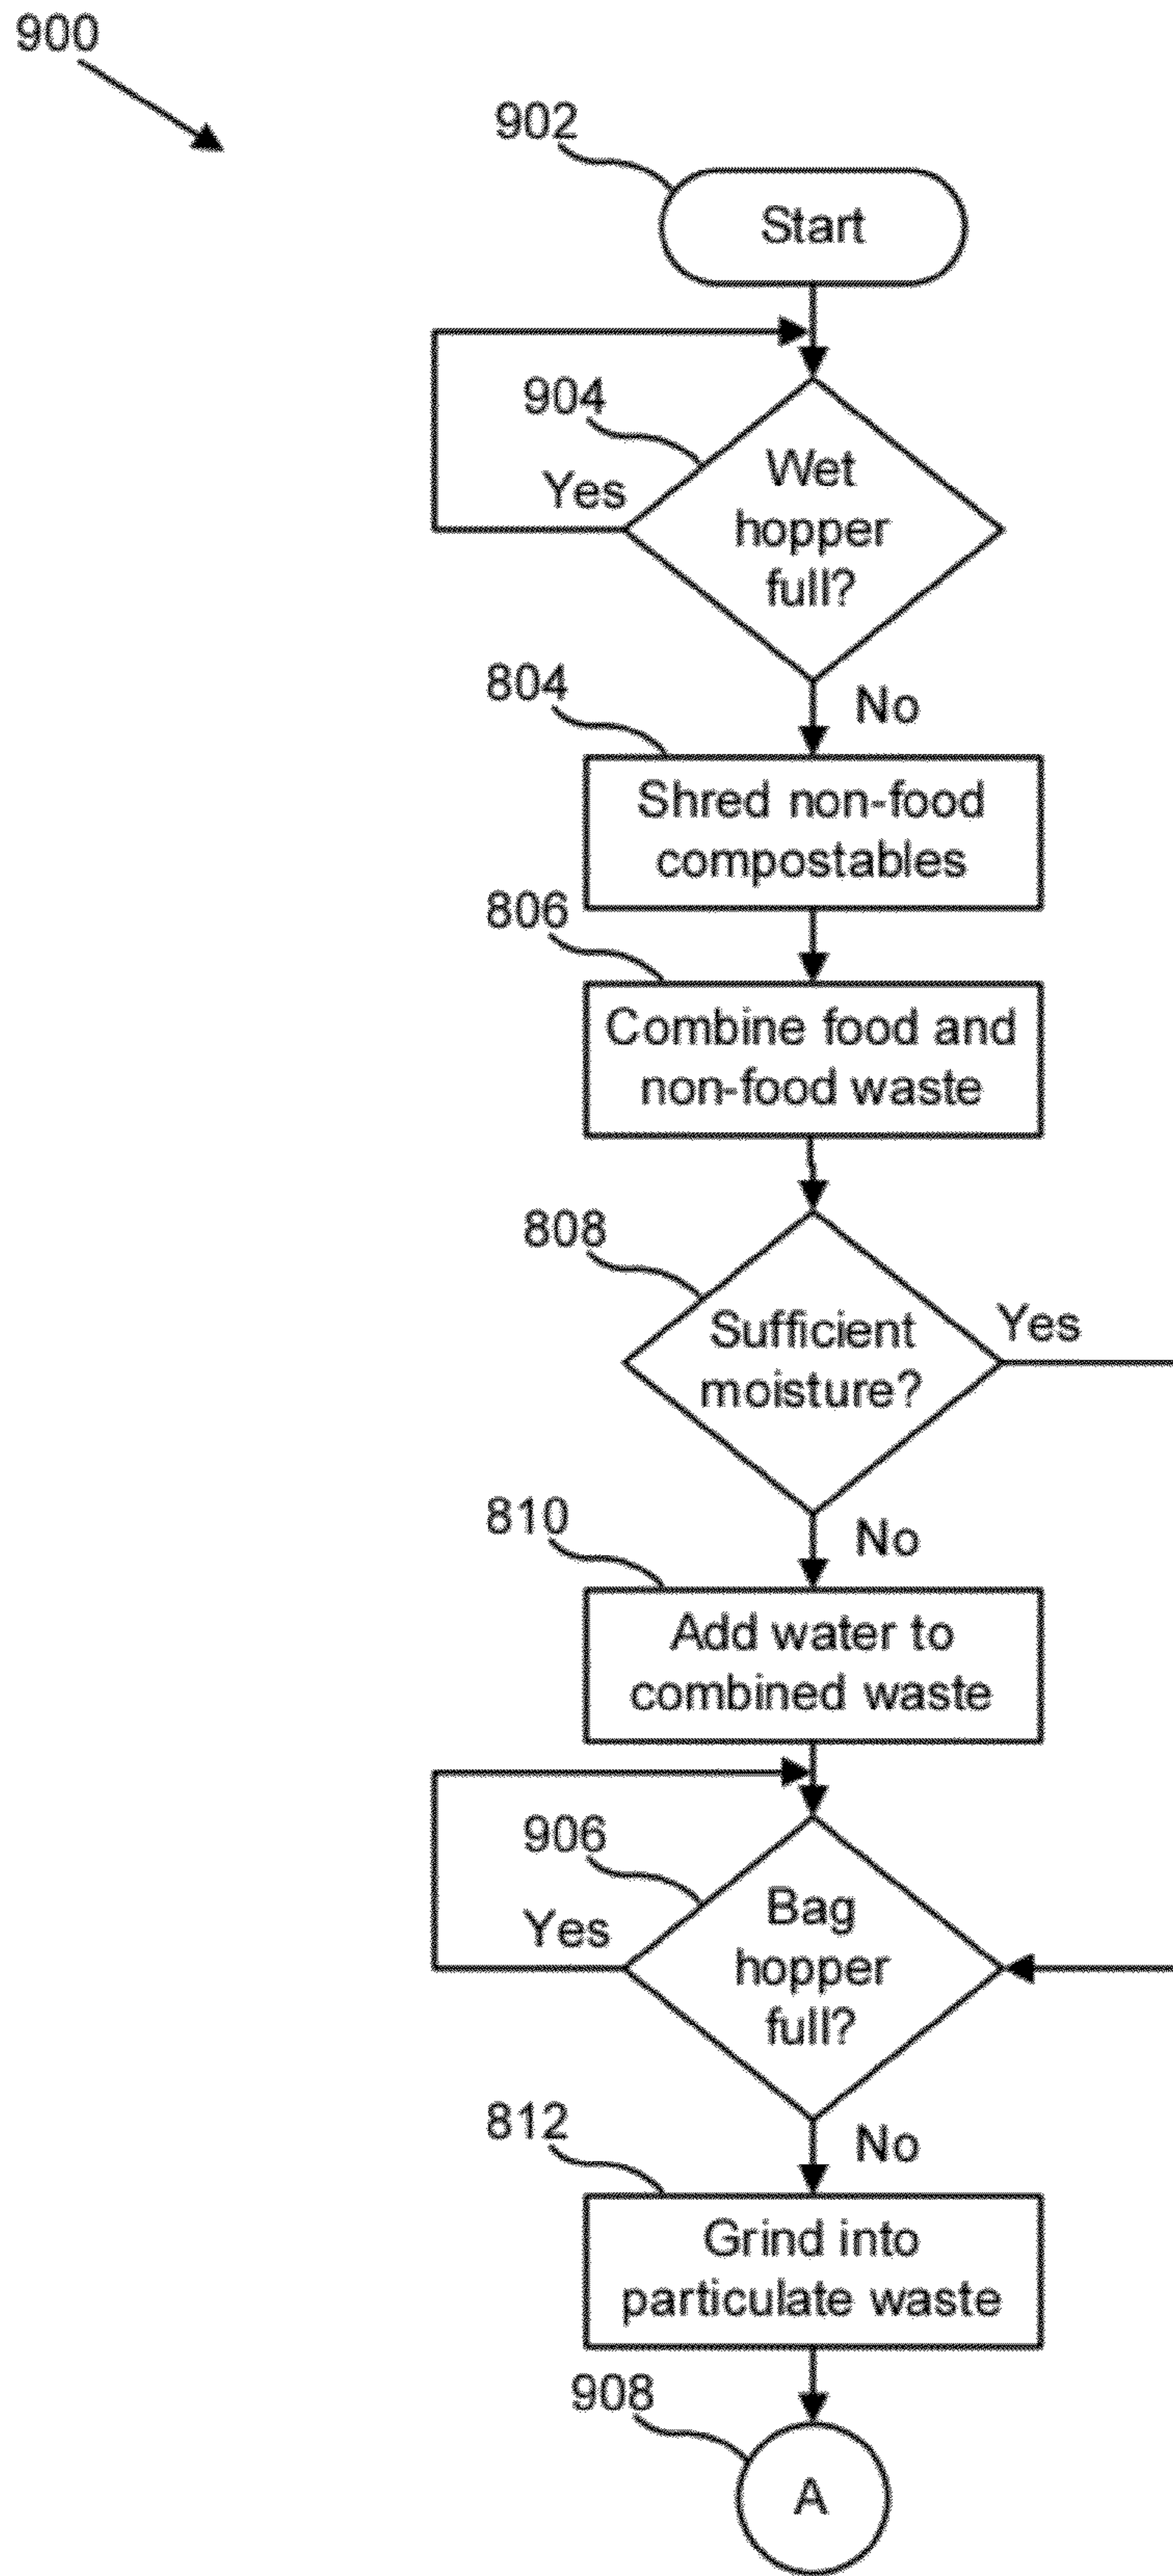 900
902
Start
904
Yes
Wet
hopper
full?
No
804
Shred non-food
compostables
806
Combine food and
non-food waste
808
Sufficient
moisture?
Yes
No
810
Add water to
combined waste
906
Yes
Bag
hopper
full?
No
812
Grind into
particulate waste
908
A